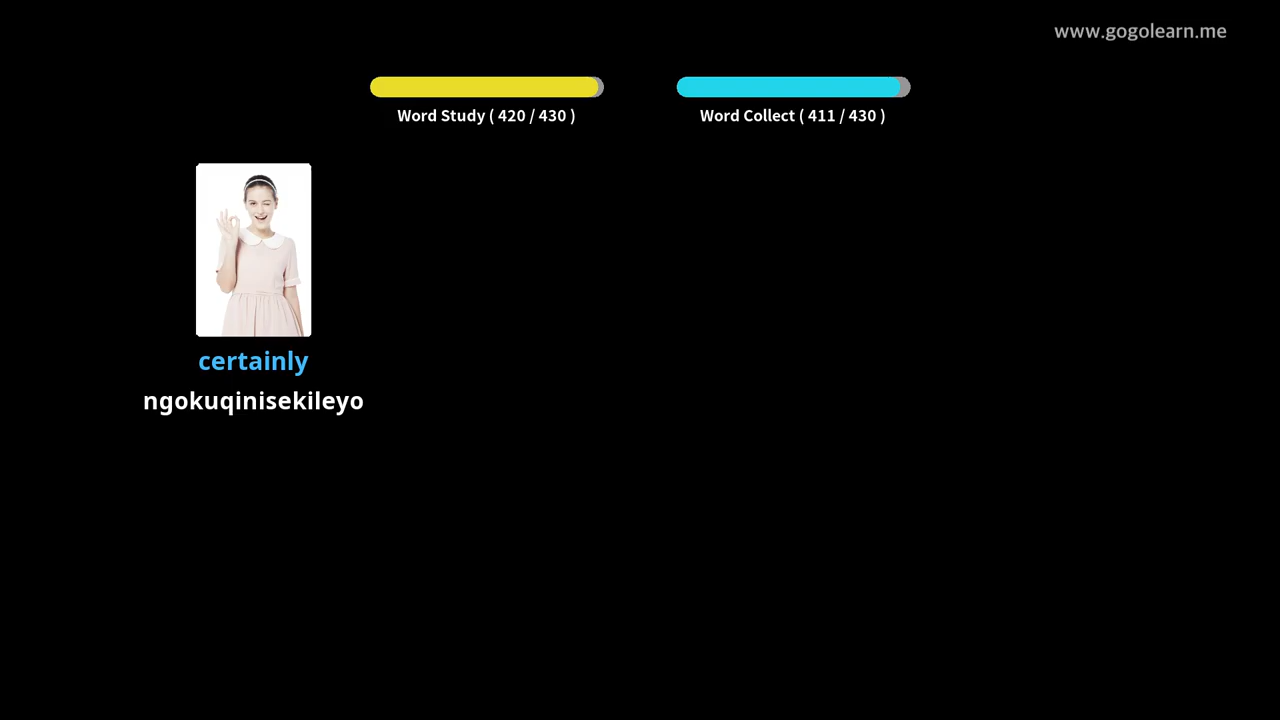 www.gogolearn.me
Word Study ( 420 / 430 )
Word Collect ( 411 / 430 )
certainly
ngokuqinisekileyo